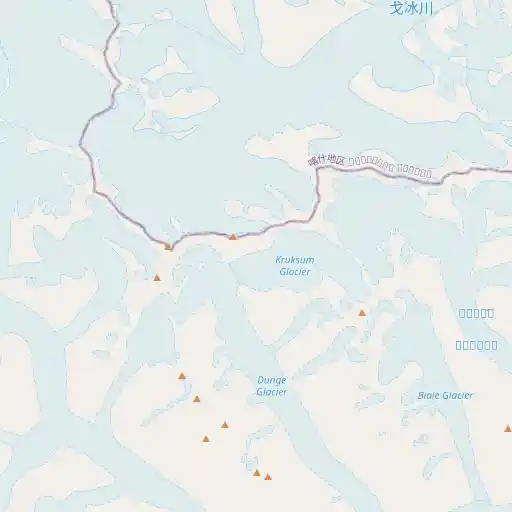 戈冰川
喀什地区
Kruksum
Glacier
Dunge
Glacier
Biale Glacier